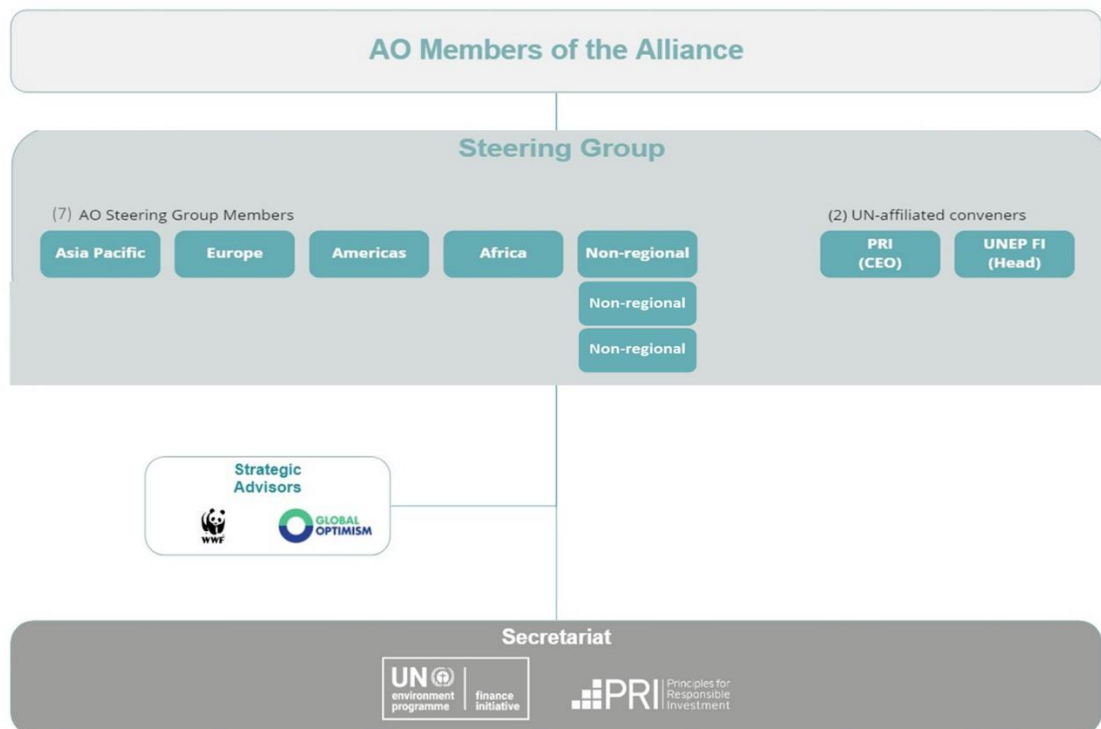 AO Members of the Alliance
Steering Group
(7) AO Steering Group Members
(2) UN-affiliated conveners
Asia Pacific
Europe
Americas
Africa
Non-regional
PRI
(CEO)
UNEP FI
(Head)
Non-regional
Non-regional
Strategic
Advisors
WWF
GLOBAL
OPTIMISM
Secretariat
UN
environment
programme
finance
initiative
PRI
Principles for
Responsible
Investment